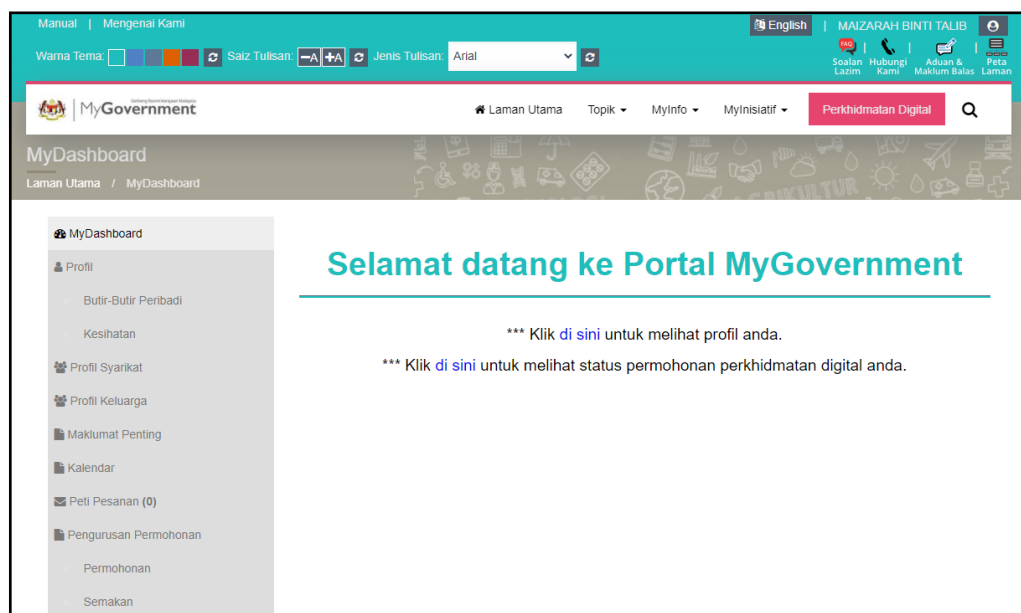 Manual | Mengenai Kami
English | MAIZARAH BINTI TALIB
Warna Tema: Saiz Tulisan: -A +A Jenis Tulisan: Arial
FAQ
Soalan Lazim | Hubungi Kami | Aduan & Maklum Balas | Peta Laman
MyGovernment
Laman Utama Topik MyInfo MyInisiatif Perkhidmatan Digital
MyDashboard
Laman Utama / MyDashboard
AGRIKULTUR
MyDashboard
Profil
Butir-Butir Peribadi
Kesihatan
Profil Syarikat
Profil Keluarga
Maklumat Penting
Kalendar
Peti Pesanan (0)
Pengurusan Permohonan
Permohonan
Semakan
Selamat datang ke Portal MyGovernment
*** Klik di sini untuk melihat profil anda.
*** Klik di sini untuk melihat status permohonan perkhidmatan digital anda.